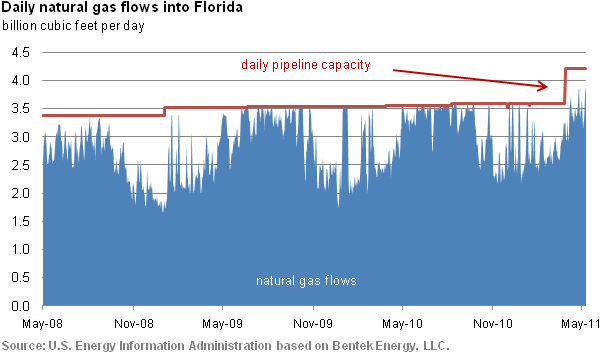 Daily natural gas flows into Florida
billion cubic feet per day
4.5
4.0
3.5
3.0
2.5
2.0
1.5
1.0
0.5
0.0
daily pipeline capacity
natural gas flows
May-08 Nov-08 May-09 Nov-09 May-10 Nov-10 May-11
Source: U.S. Energy Information Administration based on Bentek Energy, LLC.